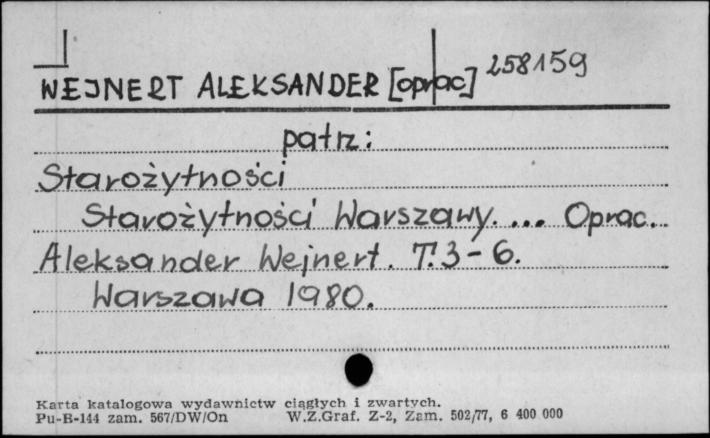 WEJNERT ALEKSANDER [oprac] 258159
patrz:
Starożytności
Starożytności Warszawy. ... Oprac.
Aleksander Wejnert. T.3-6.
Warszawa 1980.
Karta katalogowa wydawnictw ciągłych i zwartych.
Pu-B-144 zam. 567/DW/On W.Z.Graf. Z-2, Zam. 502/77, 6 400 000